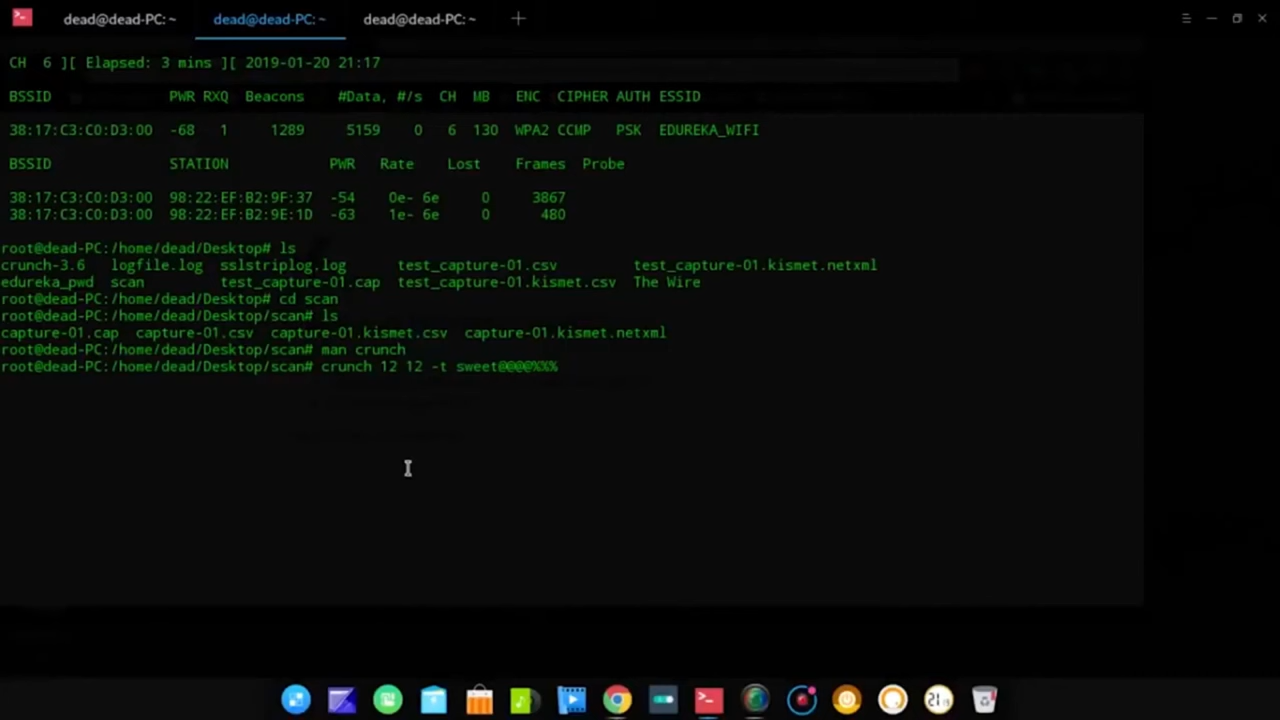 dead@dead-PC: ~ dead@dead-PC: ~ dead@dead-PC: ~
CH 6 ][ Elapsed: 3 mins ][ 2019-01-20 21:17
BSSID PWR RXQ Beacons #Data, #/s CH MB ENC CIPHER AUTH ESSID
38:17:C3:C0:D3:00 -68 1 1289 5159 0 6 130 WPA2 CCMP PSK EDUREKA_WIFI
BSSID STATION PWR Rate Lost Frames Probe
38:17:C3:C0:D3:00 98:22:EF:B2:9F:37 -54 0e- 6e 0 3867
38:17:C3:C0:D3:00 98:22:EF:B2:9E:1D -63 1e- 6e 0 480
root@dead-PC:/home/dead/Desktop# ls
crunch-3.6 logfile.log sslstriplog.log test_capture-01.csv test_capture-01.kismet.netxml
edureka_pwd scan test_capture-01.cap test_capture-01.kismet.csv The Wire
root@dead-PC:/home/dead/Desktop# cd scan
root@dead-PC:/home/dead/Desktop/scan# ls
capture-01.cap capture-01.csv capture-01.kismet.csv capture-01.kismet.netxml
root@dead-PC:/home/dead/Desktop/scan# man crunch
root@dead-PC:/home/dead/Desktop/scan# crunch 12 12 -t sweet@@@@%%%
21